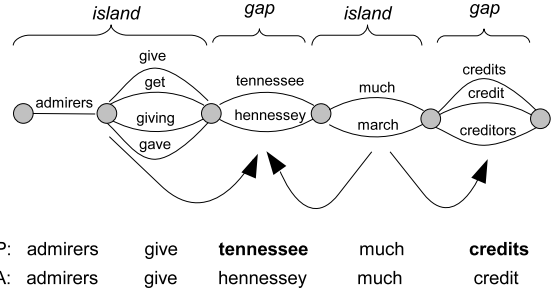 island gap island gap
give
get
admirers
giving
gave
tennessee
hennessey
much
march
credits
credit
creditors
P: admirers give tennessee much credits
A: admirers give hennessey much credit